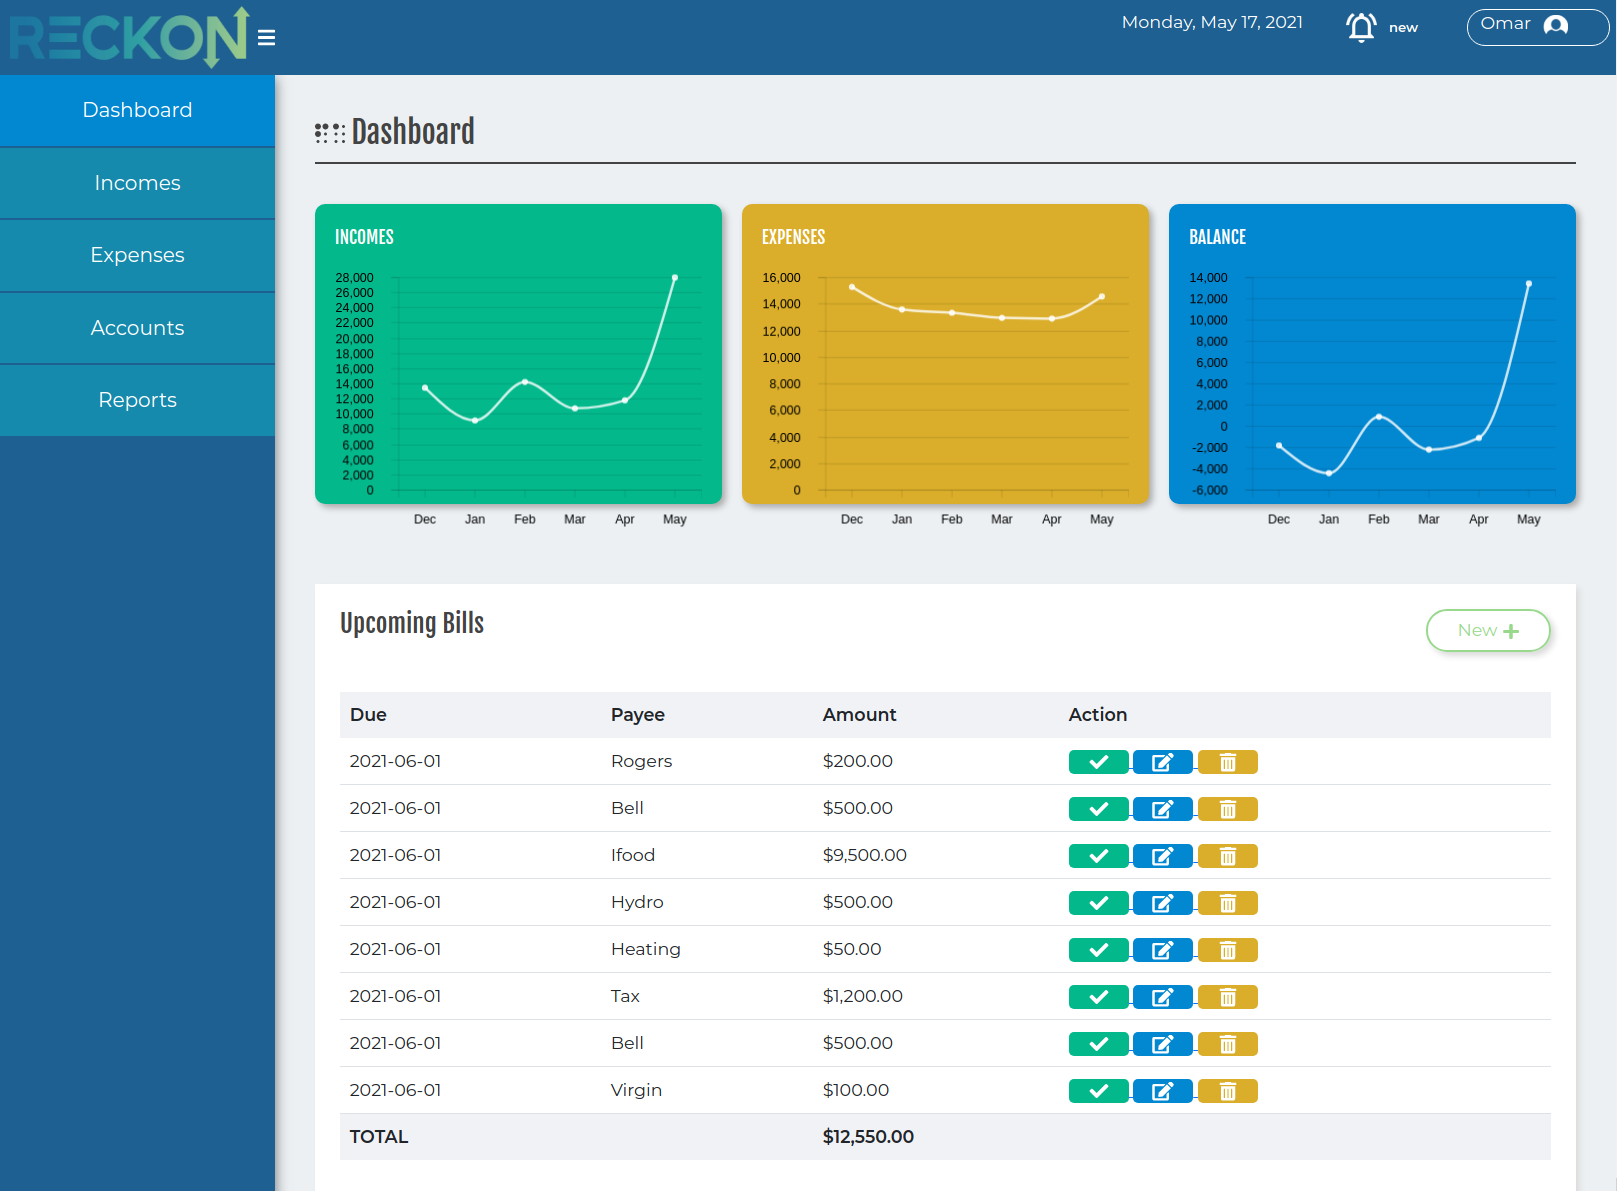 RECKON
Monday, May 17, 2021
new
Omar
Dashboard
Incomes
Expenses
Accounts
Reports
Dashboard
INCOMES
28,000
26,000
24,000
22,000
20,000
18,000
16,000
14,000
12,000
10,000
8,000
6,000
4,000
2,000
0
Dec Jan Feb Mar Apr May
EXPENSES
16,000
14,000
12,000
10,000
8,000
6,000
4,000
2,000
0
Dec Jan Feb Mar Apr May
BALANCE
14,000
12,000
10,000
8,000
6,000
4,000
2,000
0
-2,000
-4,000
-6,000
Dec Jan Feb Mar Apr May
Upcoming Bills
New
Due Payee Amount Action
2021-06-01 Rogers $200.00
2021-06-01 Bell $500.00
2021-06-01 Ifood $9,500.00
2021-06-01 Hydro $500.00
2021-06-01 Heating $50.00
2021-06-01 Tax $1,200.00
2021-06-01 Bell $500.00
2021-06-01 Virgin $100.00
TOTAL $12,550.00